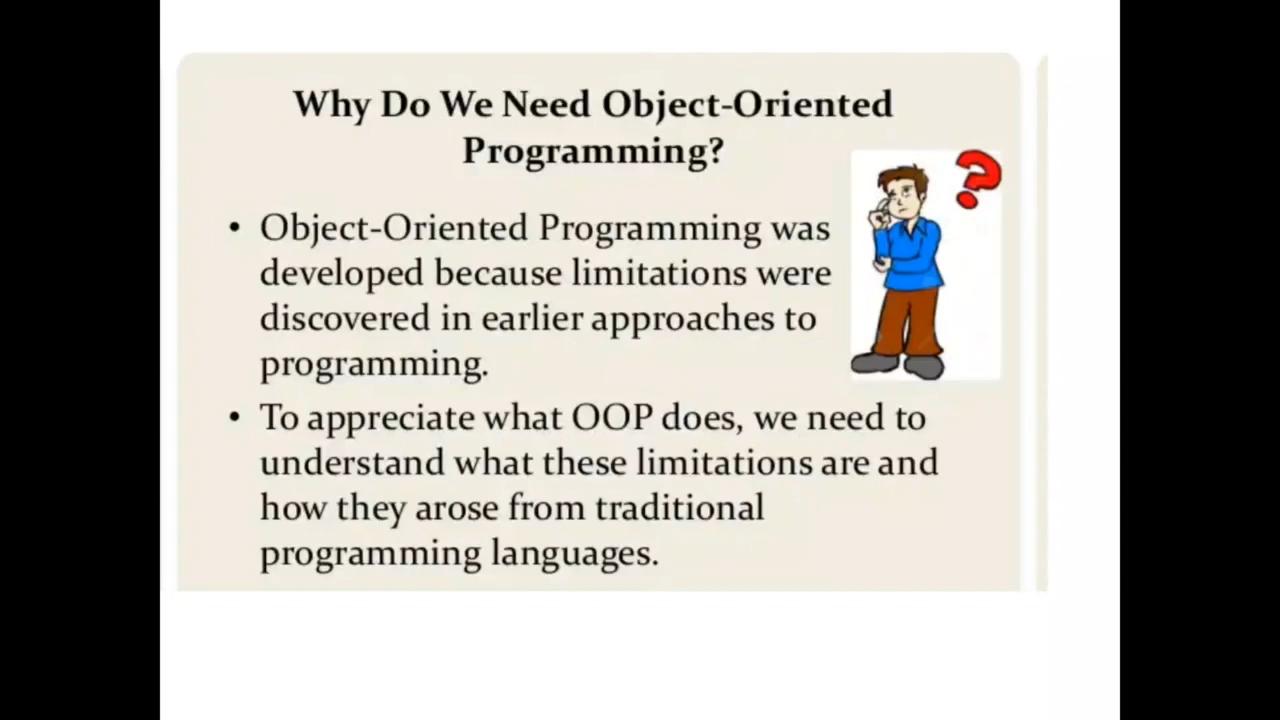 Why Do We Need Object-Oriented
Programming?
• Object-Oriented Programming was
developed because limitations were
discovered in earlier approaches to
programming.
• To appreciate what OOP does, we need to
understand what these limitations are and
how they arose from traditional
programming languages.
?